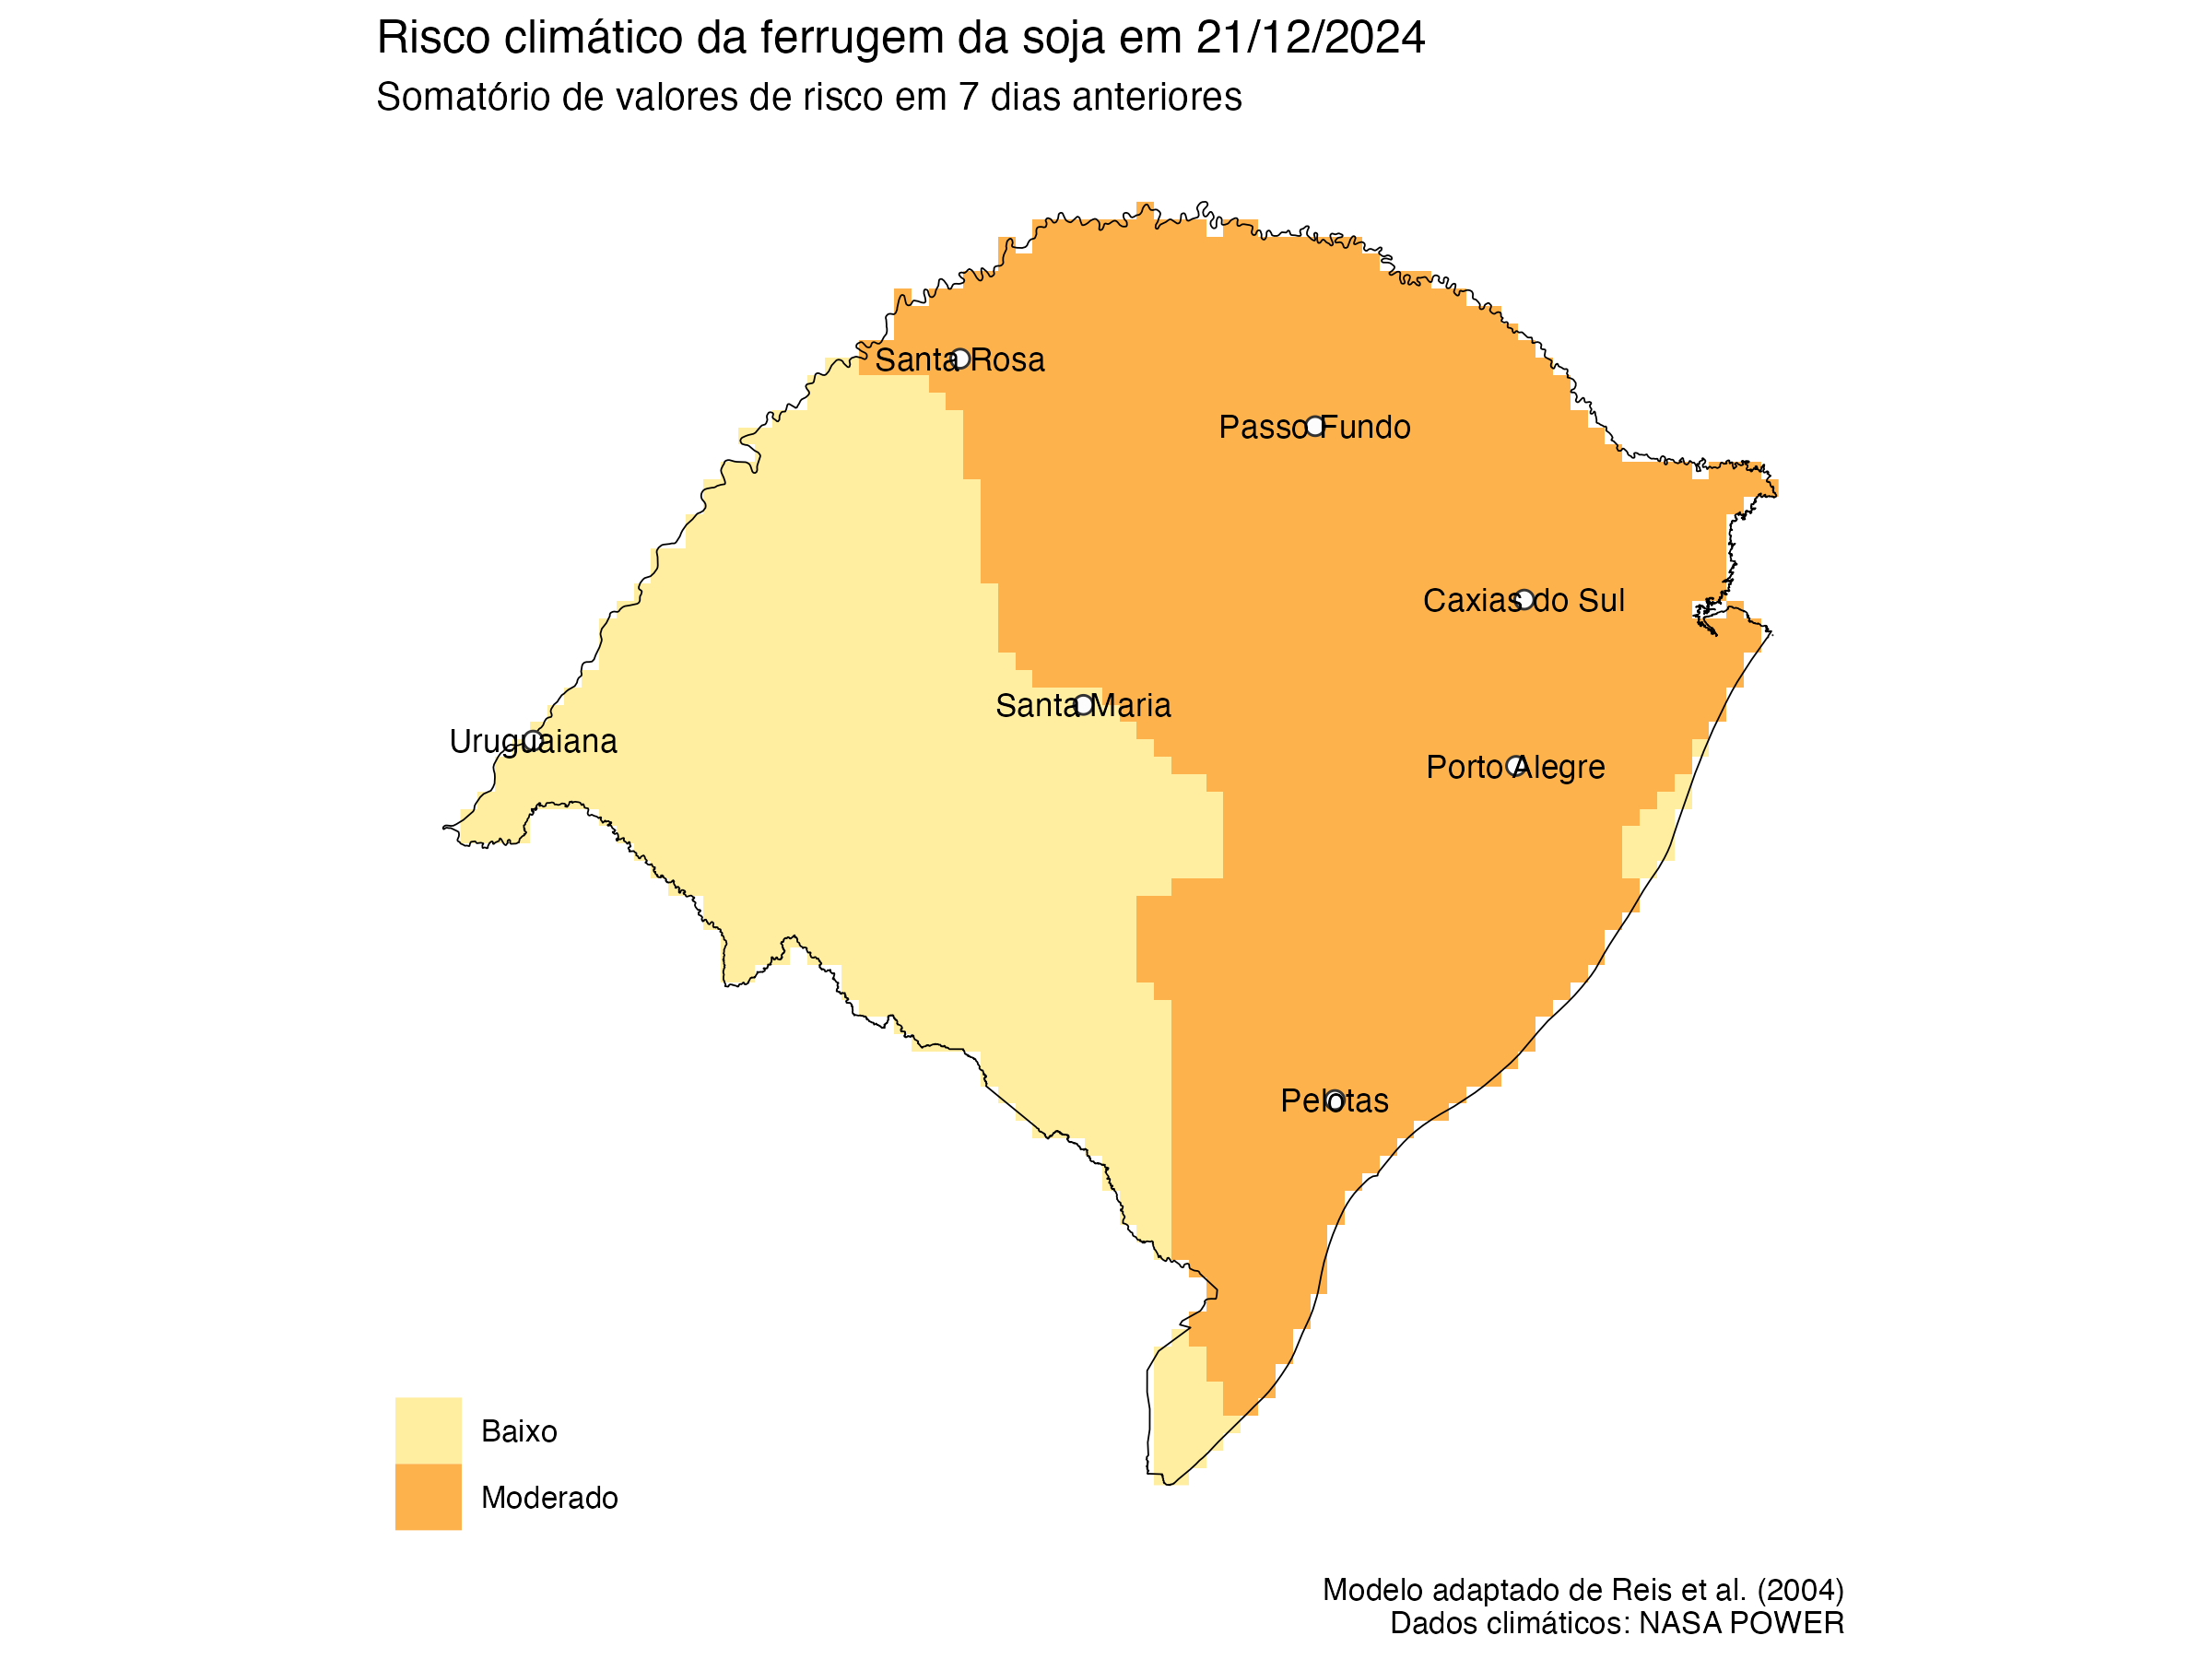 Risco climático da ferrugem da soja em 21/12/2024
Somatório de valores de risco em 7 dias anteriores
Santa Rosa
Passo Fundo
Caxias do Sul
Santa Maria
Uruguaiana
Porto Alegre
Pelotas
Baixo
Moderado
Modelo adaptado de Reis et al. (2004)
Dados climáticos: NASA POWER